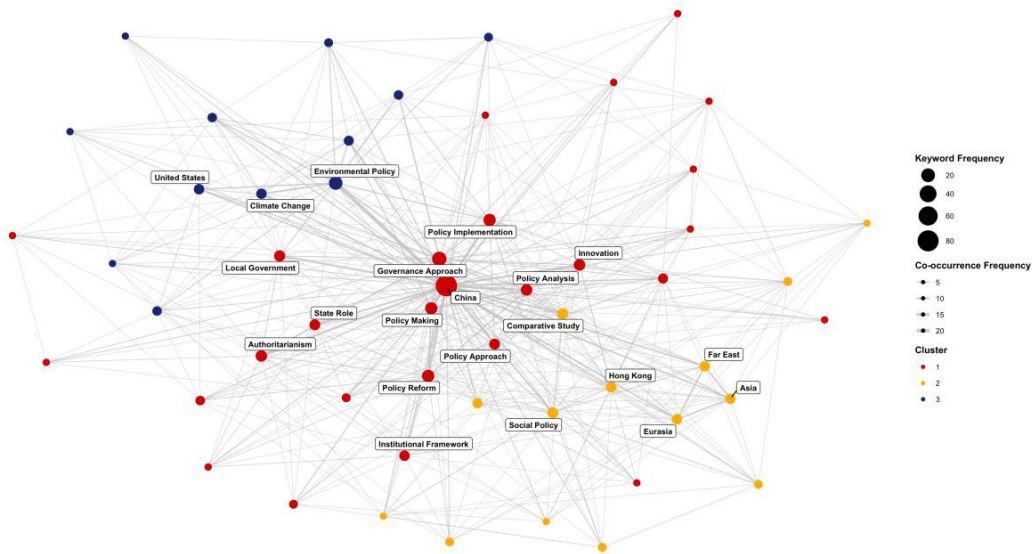 Environmental Policy
United States
Climate Change
Policy Implementation
Innovation
Local Government
Governance Approach
Policy Analysis
China
State Role
Policy Making
Comparative Study
Authoritarianism
Policy Approach
Far East
Hong Kong
Asia
Policy Reform
Social Policy
Eurasia
Institutional Framework
Keyword Frequency
20
40
60
80
Co-occurrence Frequency
5
10
15
20
Cluster
1
2
3